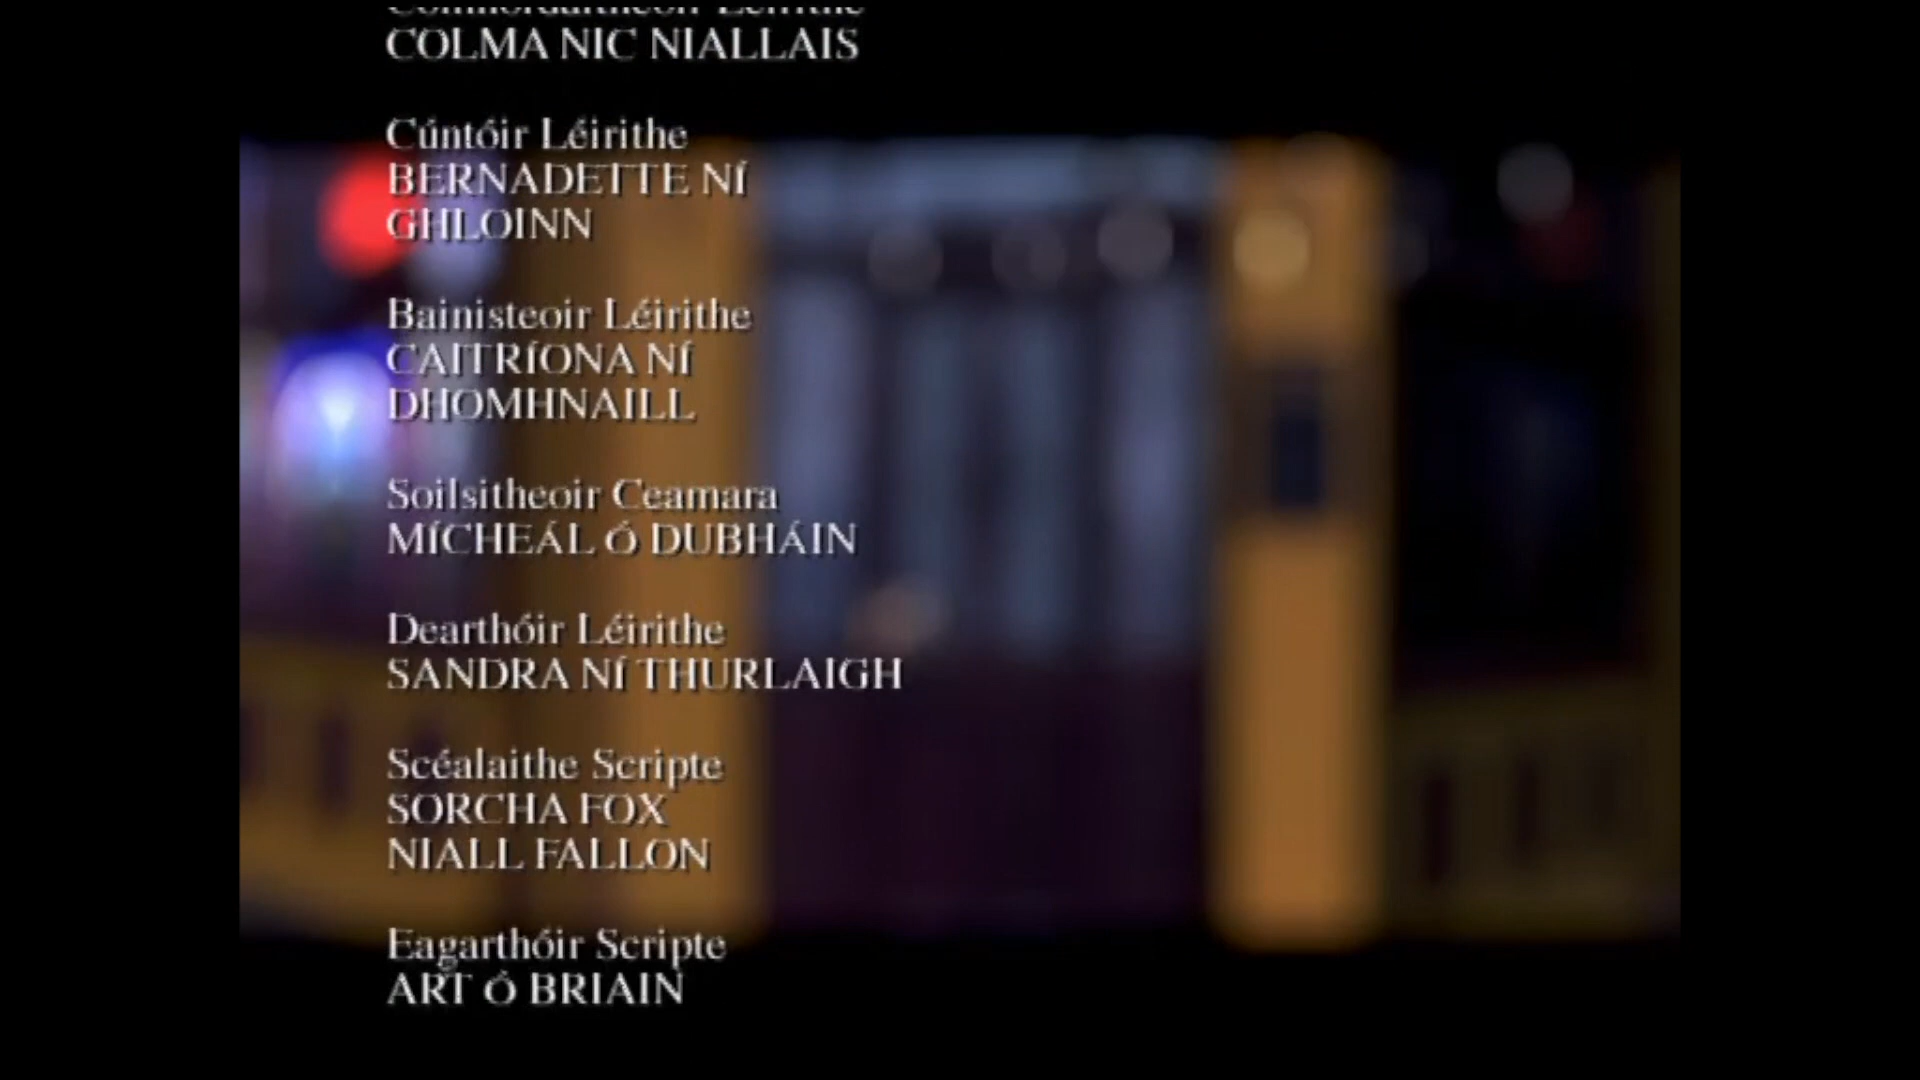 COLMA NIC NIALLAIS
Cúntóir Léirithe
BERNADETTE NÍ
GHLOINN
Bainisteoir Léirithe
CAITRÍONA NÍ
DHOMHNAILL
Soilsitheoir Ceamara
MÍCHEÁL Ó DUBHÁIN
Dearthóir Léirithe
SANDRA NÍ THURLAIGH
Scéalaithe Scripte
SORCHA FOX
NIALL FALLON
Eagarthóir Scripte
ART Ó BRIAIN